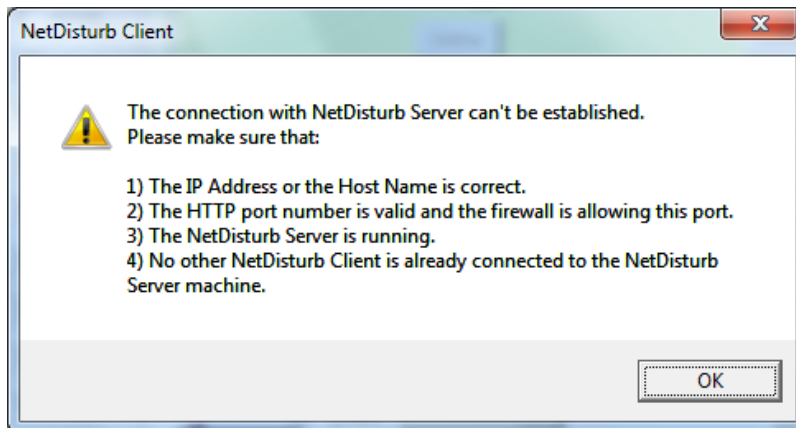 NetDisturb Client
The connection with NetDisturb Server can't be established.
Please make sure that:
1) The IP Address or the Host Name is correct.
2) The HTTP port number is valid and the firewall is allowing this port.
3) The NetDisturb Server is running.
4) No other NetDisturb Client is already connected to the NetDisturb
Server machine.
OK